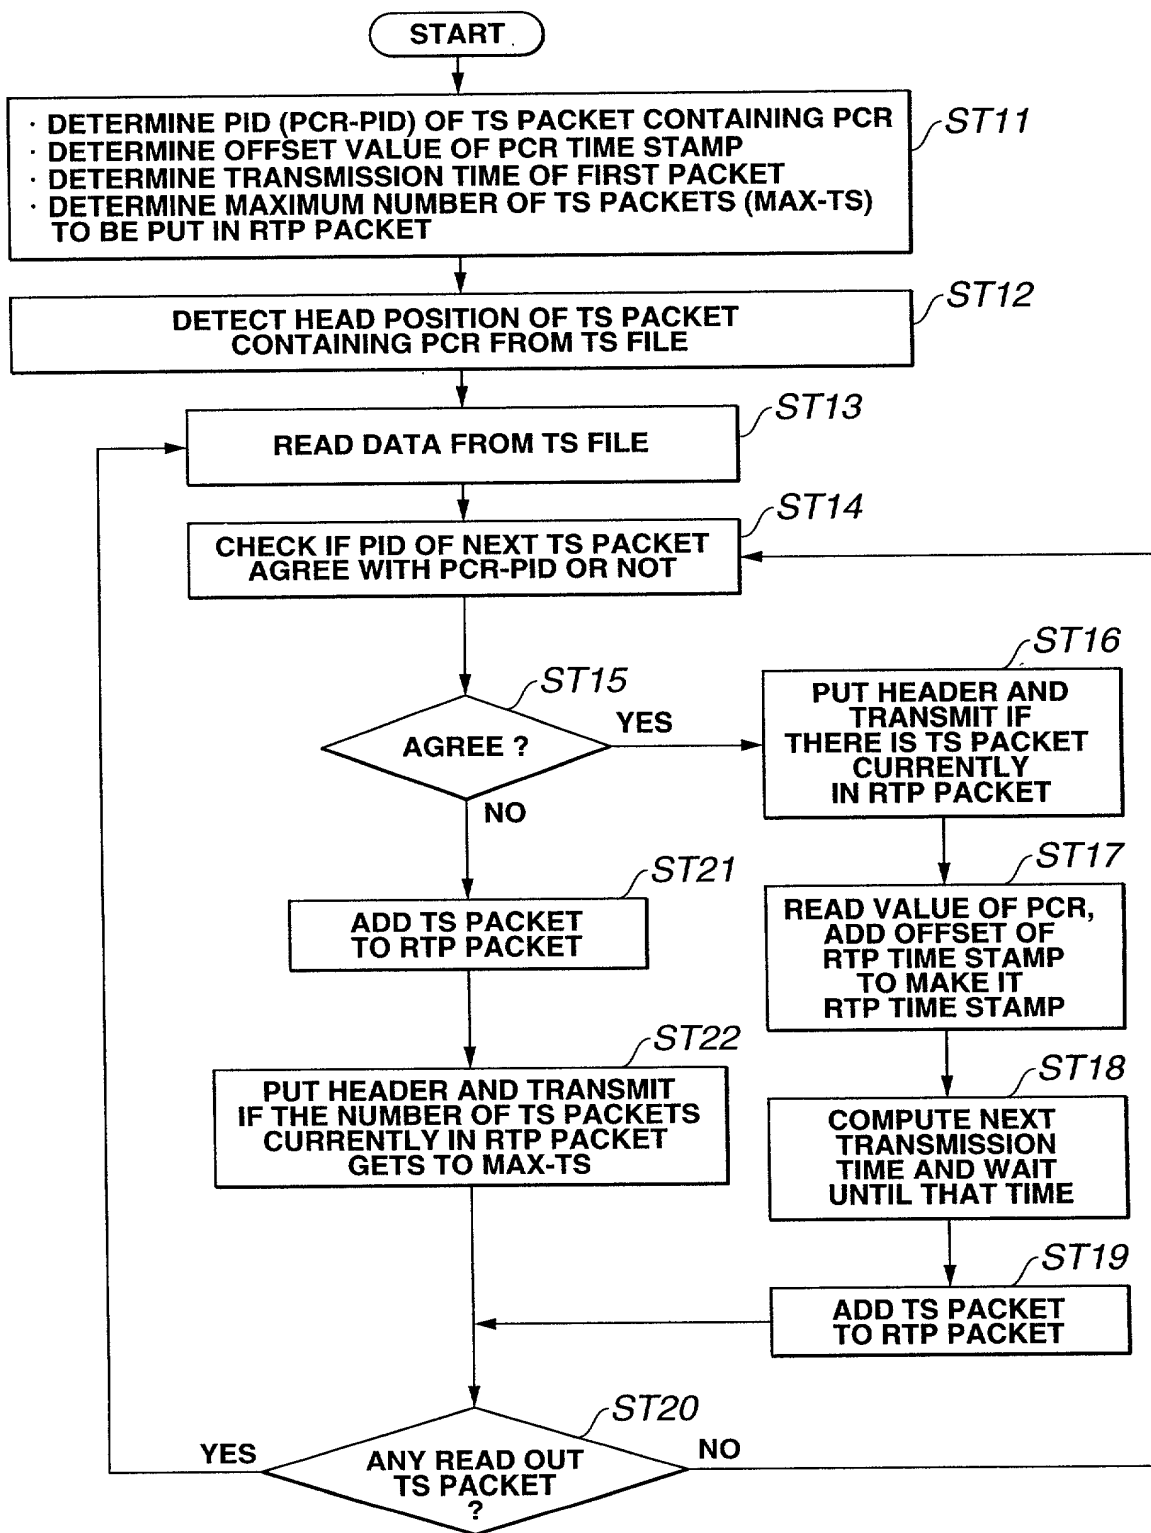 START
· DETERMINE PID (PCR-PID) OF TS PACKET CONTAINING PCR
· DETERMINE OFFSET VALUE OF PCR TIME STAMP
· DETERMINE TRANSMISSION TIME OF FIRST PACKET
· DETERMINE MAXIMUM NUMBER OF TS PACKETS (MAX-TS)
TO BE PUT IN RTP PACKET
ST11
DETECT HEAD POSITION OF TS PACKET
CONTAINING PCR FROM TS FILE
ST12
READ DATA FROM TS FILE
ST13
CHECK IF PID OF NEXT TS PACKET
AGREE WITH PCR-PID OR NOT
ST14
AGREE ?
ST15
YES
NO
PUT HEADER AND
TRANSMIT IF
THERE IS TS PACKET
CURRENTLY
IN RTP PACKET
ST16
READ VALUE OF PCR,
ADD OFFSET OF
RTP TIME STAMP
TO MAKE IT
RTP TIME STAMP
ST17
COMPUTE NEXT
TRANSMISSION
TIME AND WAIT
UNTIL THAT TIME
ST18
ADD TS PACKET
TO RTP PACKET
ST19
ADD TS PACKET
TO RTP PACKET
ST21
PUT HEADER AND TRANSMIT
IF THE NUMBER OF TS PACKETS
CURRENTLY IN RTP PACKET
GETS TO MAX-TS
ST22
ANY READ OUT
TS PACKET
?
ST20
YES
NO